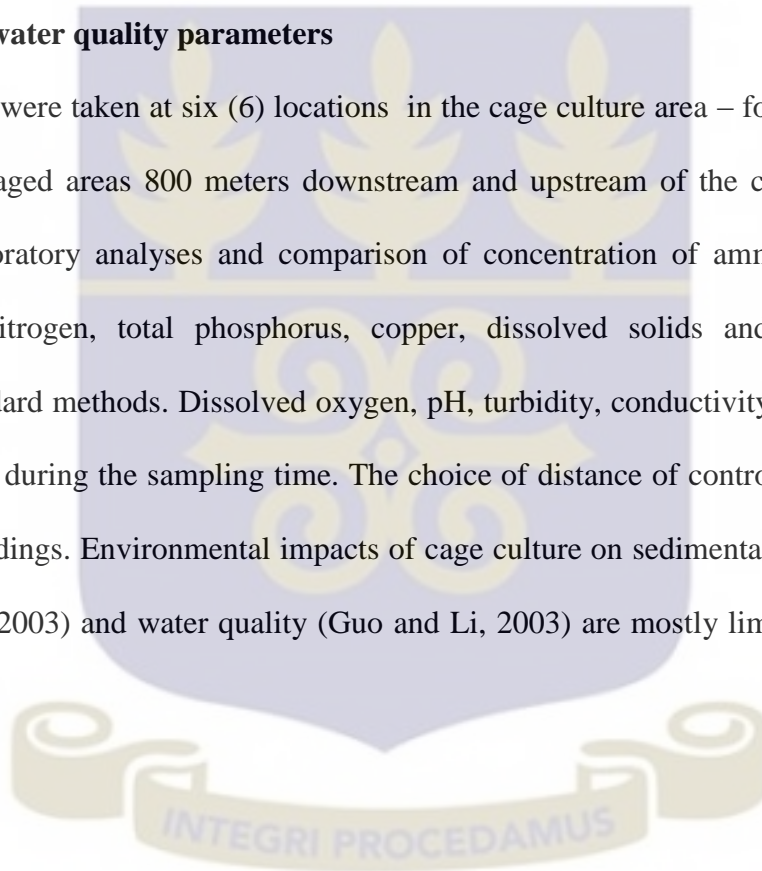 water quality parameters
were taken at six (6) locations in the cage culture area – fo
aged areas 800 meters downstream and upstream of the c
oratory analyses and comparison of concentration of amm
itrogen, total phosphorus, copper, dissolved solids and
lard methods. Dissolved oxygen, pH, turbidity, conductivity
during the sampling time. The choice of distance of contro
dings. Environmental impacts of cage culture on sedimenta
2003) and water quality (Guo and Li, 2003) are mostly lim
INTEGRI PROCEDAMUS